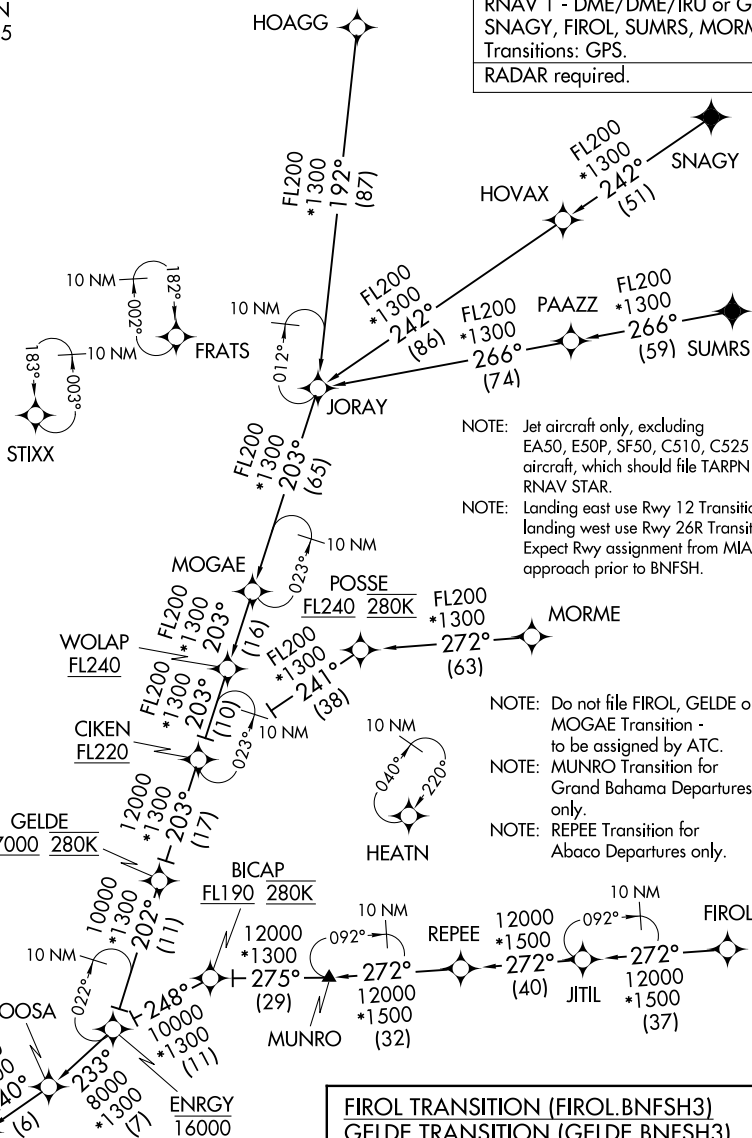 N
5
HOAGG
RNAV 1 - DME/DME/IRU or G
SNAGY, FIROL, SUMRS, MORM
Transitions: GPS.
RADAR required.
SNAGY
FL200
*1300
242°
(51)
HOVAX
FL200
*1300
192°
(87)
FL200
*1300
242°
(86)
FL200
*1300
266°
(74)
PAAZZ
FL200
*1300
266°
(59)
SUMRS
10 NM
182°
002°
FRATS
10 NM
183°
003°
STIXX
10 NM
012°
JORAY
FL200
*1300
203°
(65)
NOTE: Jet aircraft only, excluding
EA50, E50P, SF50, C510, C525
aircraft, which should file TARPN
RNAV STAR.
NOTE: Landing east use Rwy 12 Transitio
landing west use Rwy 26R Transit
Expect Rwy assignment from MIA
approach prior to BNFSH.
MOGAE
10 NM
023°
POSSE
FL240 280K
FL200
*1300
272°
(63)
MORME
FL200
*1300
203°
(16)
WOLAP
FL240
FL200
*1300
241°
(38)
FL200
*1300
203°
(10)
CIKEN
FL220
10 NM
023°
NOTE: Do not file FIROL, GELDE o
MOGAE Transition -
to be assigned by ATC.
NOTE: MUNRO Transition for
Grand Bahama Departures
only.
NOTE: REPEE Transition for
Abaco Departures only.
10 NM
040°
220°
HEATN
12000
*1300
203°
(17)
GELDE
7000 280K
BICAP
FL190 280K
10000
*1300
202°
(11)
10 NM
022°
12000
*1300
275°
(29)
092°
10 NM
MUNRO
272°
12000
*1500
(32)
REPEE
12000
*1500
272°
(40)
092°
10 NM
JITIL
272°
12000
*1500
(37)
FIROL
248°
10000
*1300
(11)
OOSA
40°
(6)
233°
8000
*1300
(7)
ENRGY
16000
FIROL TRANSITION (FIROL.BNFSH3)
GELDE TRANSITION (GELDE.BNFSH3)